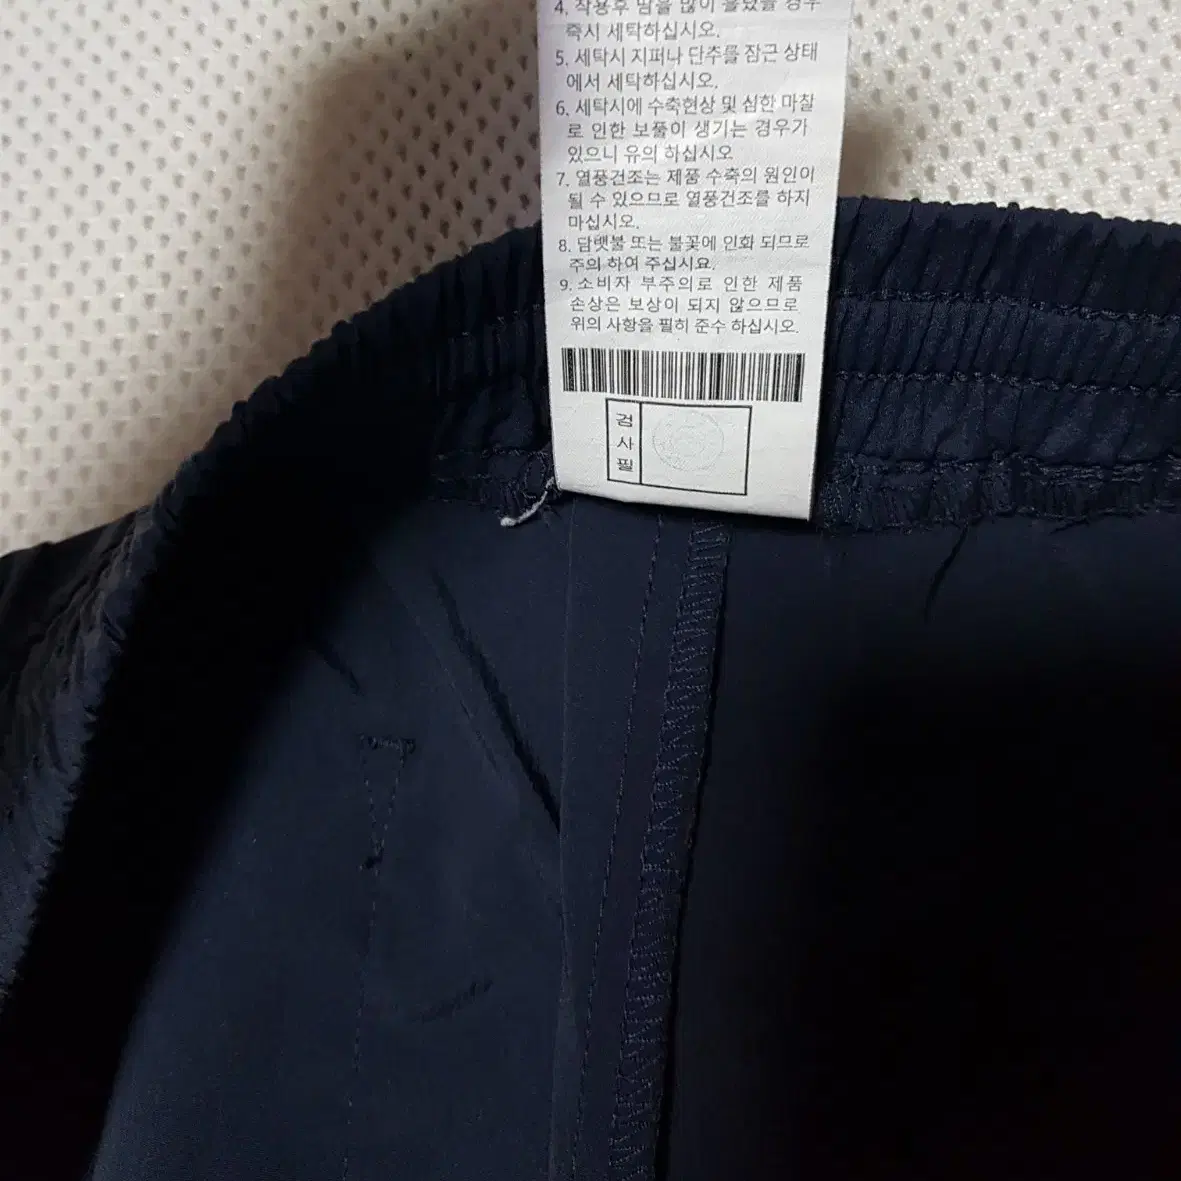 4. 착용후 땀을 많이 흘렸을 경우
즉시 세탁하십시오.
5. 세탁시 지퍼나 단추를 잠근 상태
에서 세탁하십시오.
6. 세탁시에 수축현상 및 심한 마찰
로 인한 보풀이 생기는 경우가
있으니 유의 하십시오
7. 열풍건조는 제품 수축의 원인이
될 수 있으므로 열풍건조를 하지
마십시오.
8. 담뱃불 또는 불꽃에 인화 되므로
주의 하여 주십시요.
9. 소비자 부주의로 인한 제품
손상은 보상이 되지 않으므로
위의 사항을 필히 준수 하십시오.
검
사
필